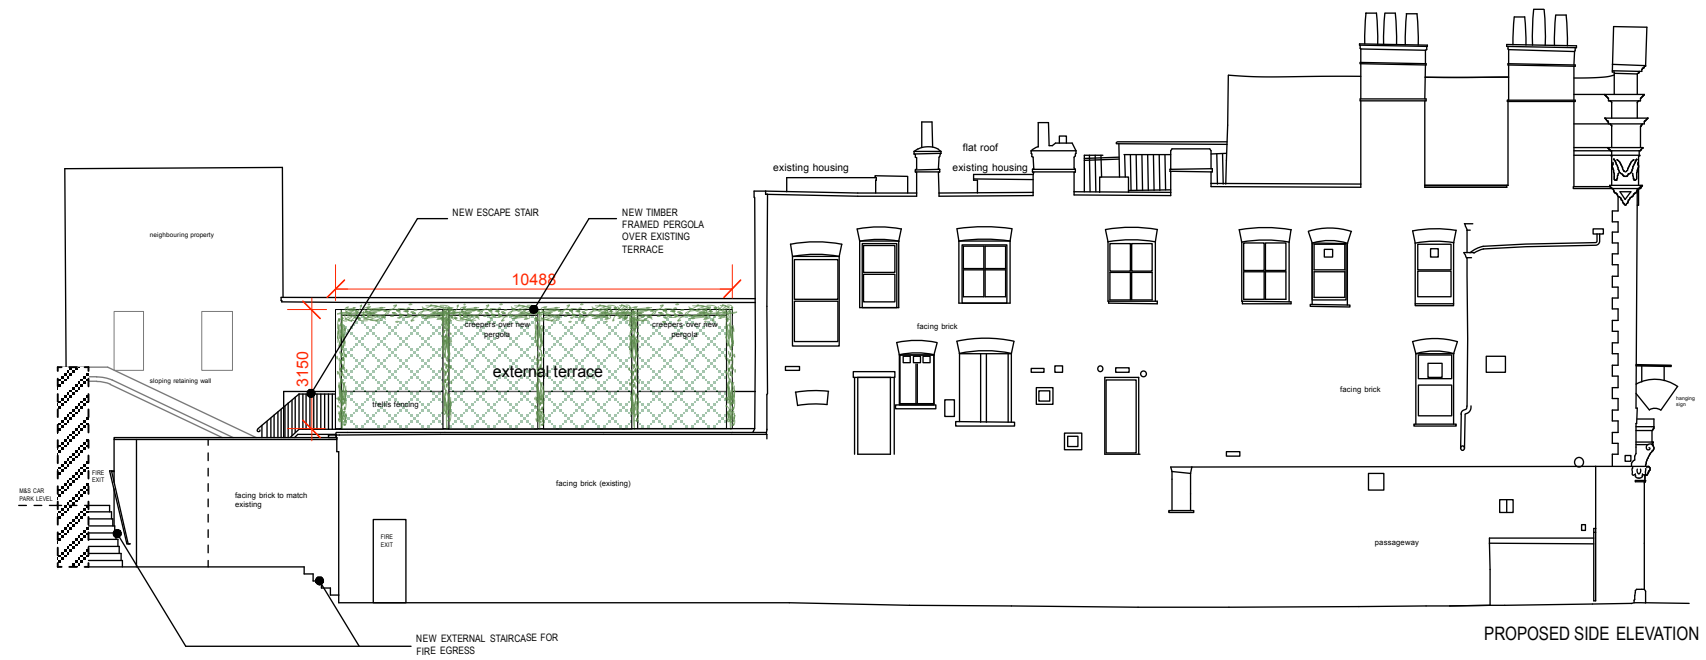 flat roof
existing housing
existing housing
NEW ESCAPE STAIR
NEW TIMBER
FRAMED PERGOLA
OVER EXISTING
TERRACE
neighbouring property
10488
creepers over new
pergola
creepers over new
pergola
facing brick
3150
external terrace
sloping retaining wall
trellis fencing
facing brick
hanging
sign
FIRE
EXIT
M&S CAR
PARK LEVEL
facing brick to match
existing
facing brick (existing)
FIRE
EXIT
passageway
NEW EXTERNAL STAIRCASE FOR
FIRE EGRESS
PROPOSED SIDE ELEVATION